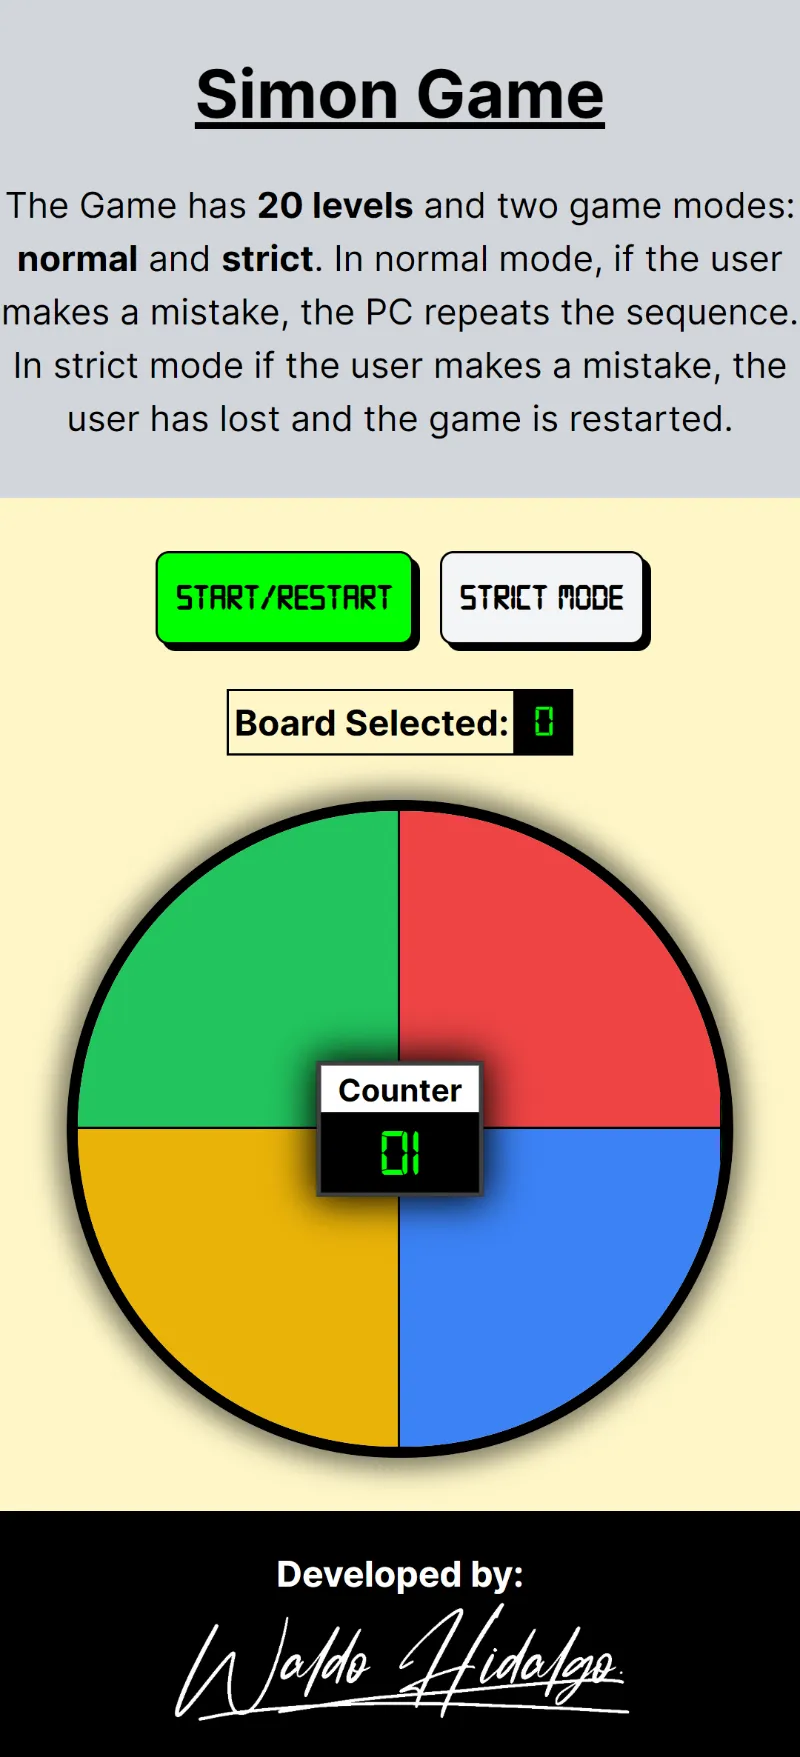 Simon Game
The Game has 20 levels and two game modes:
normal and strict. In normal mode, if the user
makes a mistake, the PC repeats the sequence.
In strict mode if the user makes a mistake, the
user has lost and the game is restarted.
START/RESTART STRICT MODE
Board Selected: 0
Counter
01
Developed by:
Waldo Hidalgo.